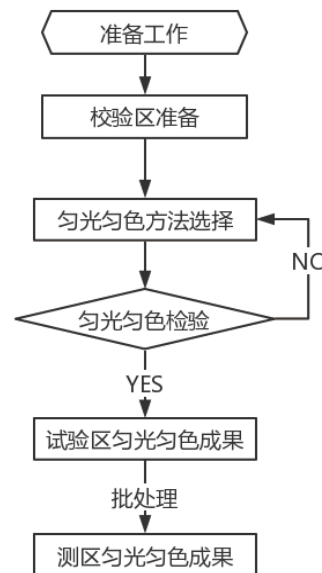 准备工作
校验区准备
匀光匀色方法选择
NO
匀光匀色检验
YES
试验区匀光匀色成果
批处理
测区匀光匀色成果